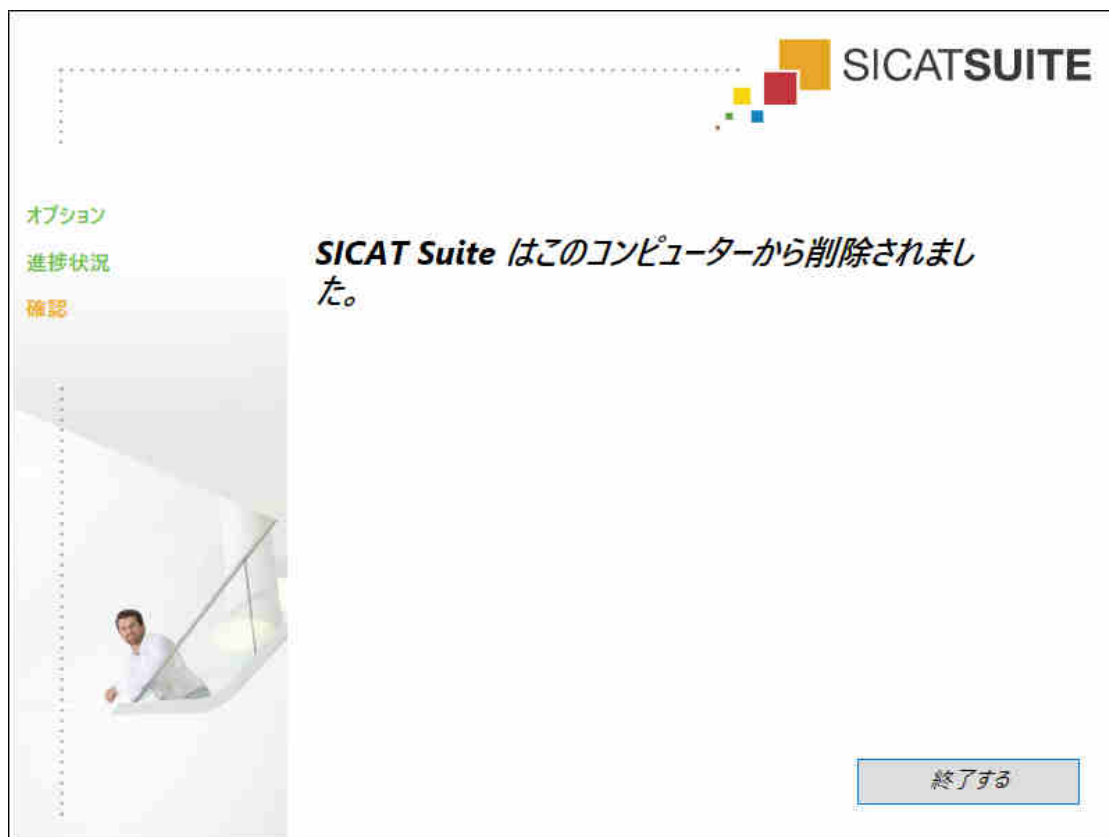 SICATSUITE
オプション
進捗状況
確認
SICAT Suite はこのコンピューターから削除されまし
た。
終了する